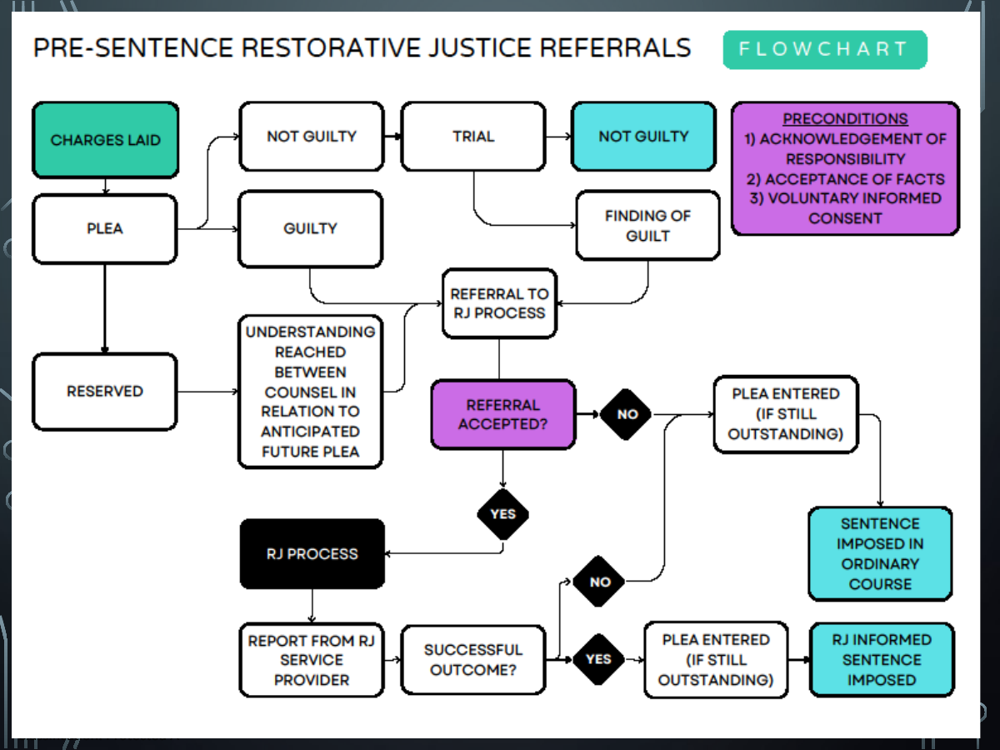 PRE-SENTENCE RESTORATIVE JUSTICE REFERRALS
FLOWCHART
CHARGES LAID
NOT GUILTY
TRIAL
NOT GUILTY
PRECONDITIONS
1) ACKNOWLEDGEMENT OF
RESPONSIBILITY
2) ACCEPTANCE OF FACTS
3) VOLUNTARY INFORMED
CONSENT
PLEA
GUILTY
FINDING OF
GUILT
REFERRAL TO
RJ PROCESS
RESERVED
UNDERSTANDING
REACHED
BETWEEN
COUNSEL IN
RELATION TO
ANTICIPATED
FUTURE PLEA
REFERRAL
ACCEPTED?
NO
PLEA ENTERED
(IF STILL
OUTSTANDING)
YES
SENTENCE
IMPOSED IN
ORDINARY
COURSE
RJ PROCESS
NO
REPORT FROM RJ
SERVICE
PROVIDER
SUCCESSFUL
OUTCOME?
YES
PLEA ENTERED
(IF STILL
OUTSTANDING)
RJ INFORMED
SENTENCE
IMPOSED